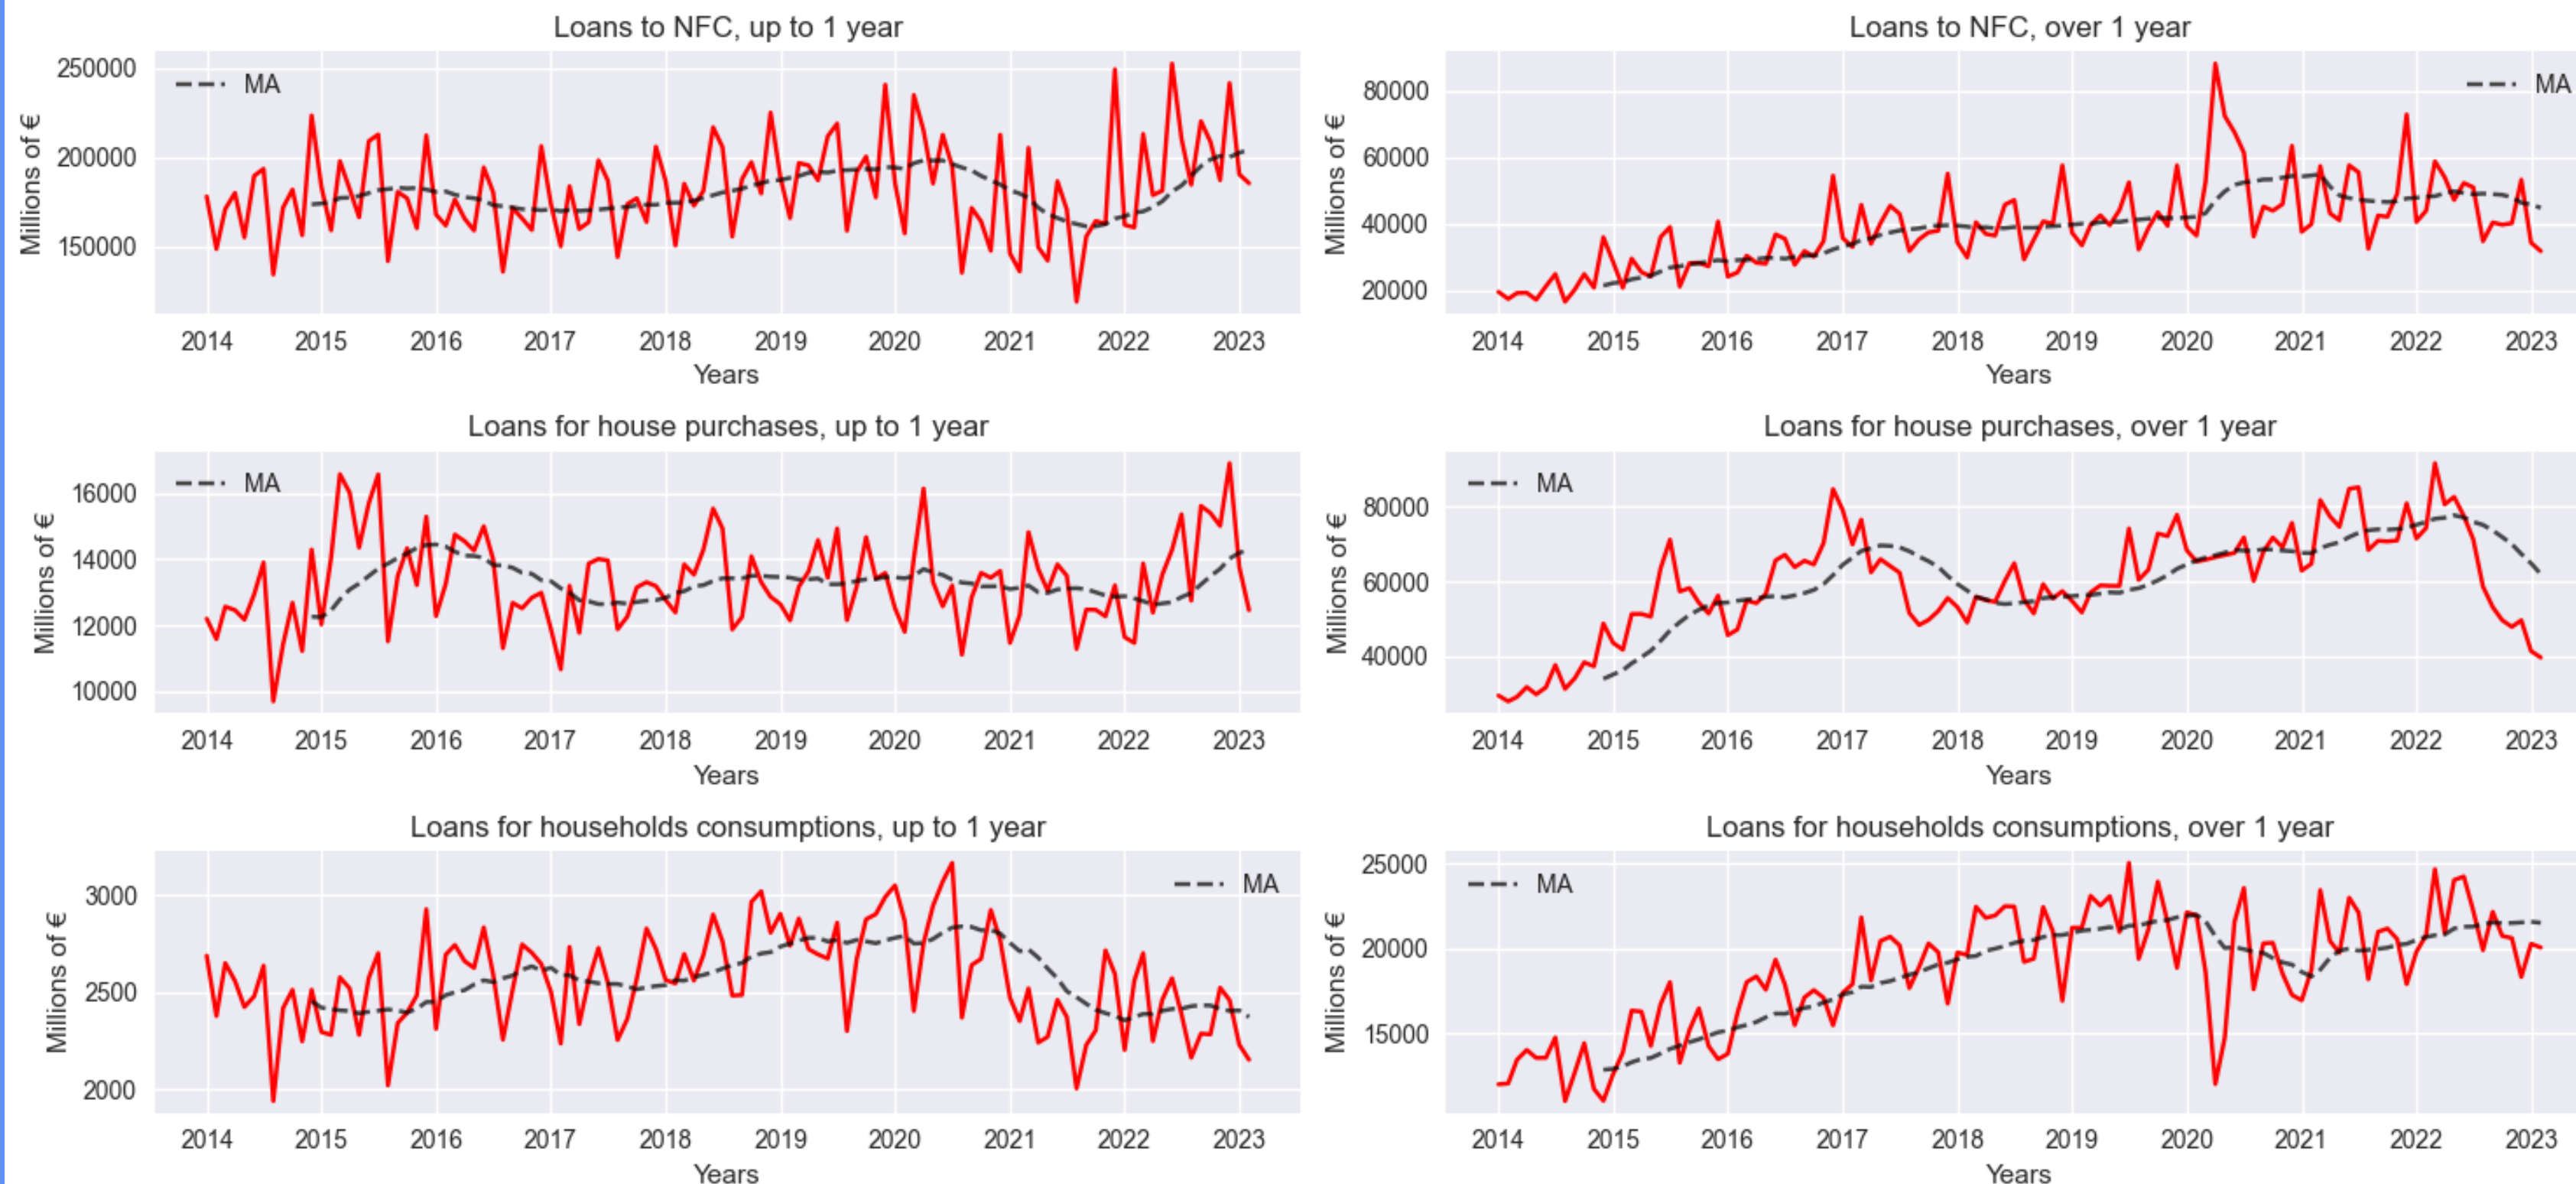 Loans to NFC, up to 1 year
MA
250000
200000
150000
Millions of €
2014 2015 2016 2017 2018 2019 2020 2021 2022 2023
Years
Loans to NFC, over 1 year
MA
80000
60000
40000
20000
Millions of €
2014 2015 2016 2017 2018 2019 2020 2021 2022 2023
Years
Loans for house purchases, up to 1 year
MA
16000
14000
12000
10000
Millions of €
2014 2015 2016 2017 2018 2019 2020 2021 2022 2023
Years
Loans for house purchases, over 1 year
MA
80000
60000
40000
Millions of €
2014 2015 2016 2017 2018 2019 2020 2021 2022 2023
Years
Loans for households consumptions, up to 1 year
MA
3000
2500
2000
Millions of €
2014 2015 2016 2017 2018 2019 2020 2021 2022 2023
Years
Loans for households consumptions, over 1 year
MA
25000
20000
15000
Millions of €
2014 2015 2016 2017 2018 2019 2020 2021 2022 2023
Years